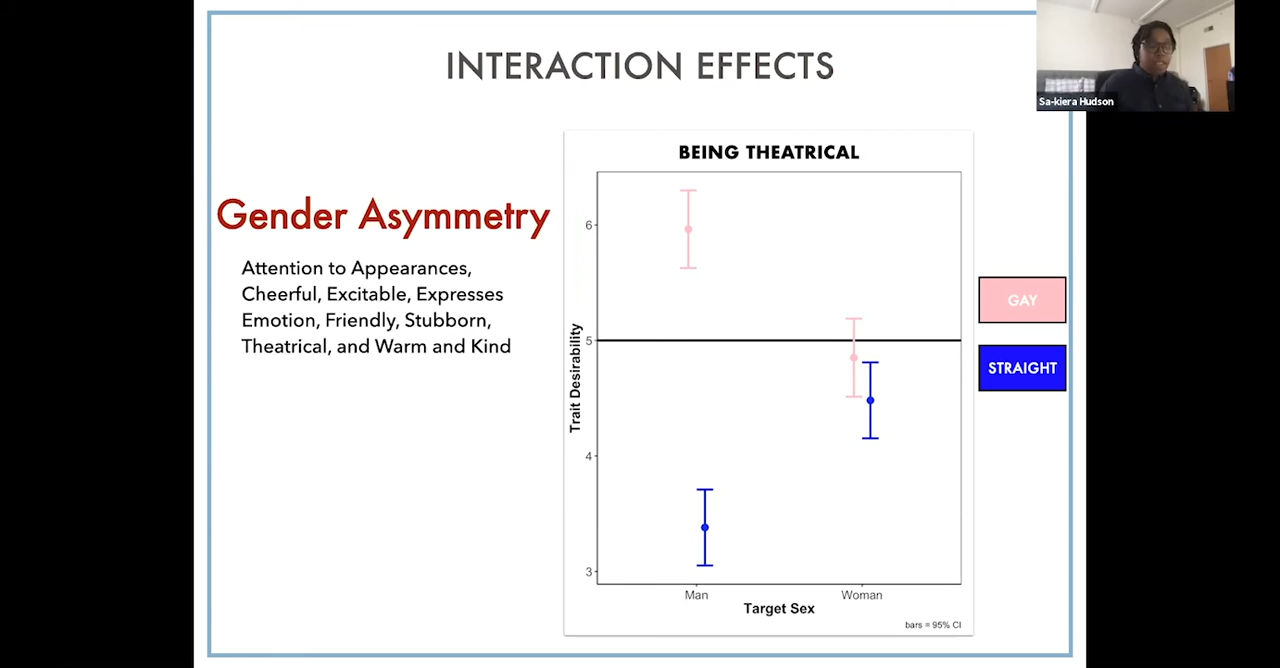 INTERACTION EFFECTS
Sa-kiera Hudson
Gender Asymmetry
Attention to Appearances,
Cheerful, Excitable, Expresses
Emotion, Friendly, Stubborn,
Theatrical, and Warm and Kind
BEING THEATRICAL
Trait Desirability
6
5
4
3
Man
Woman
Target Sex
bars = 95% CI
GAY
STRAIGHT